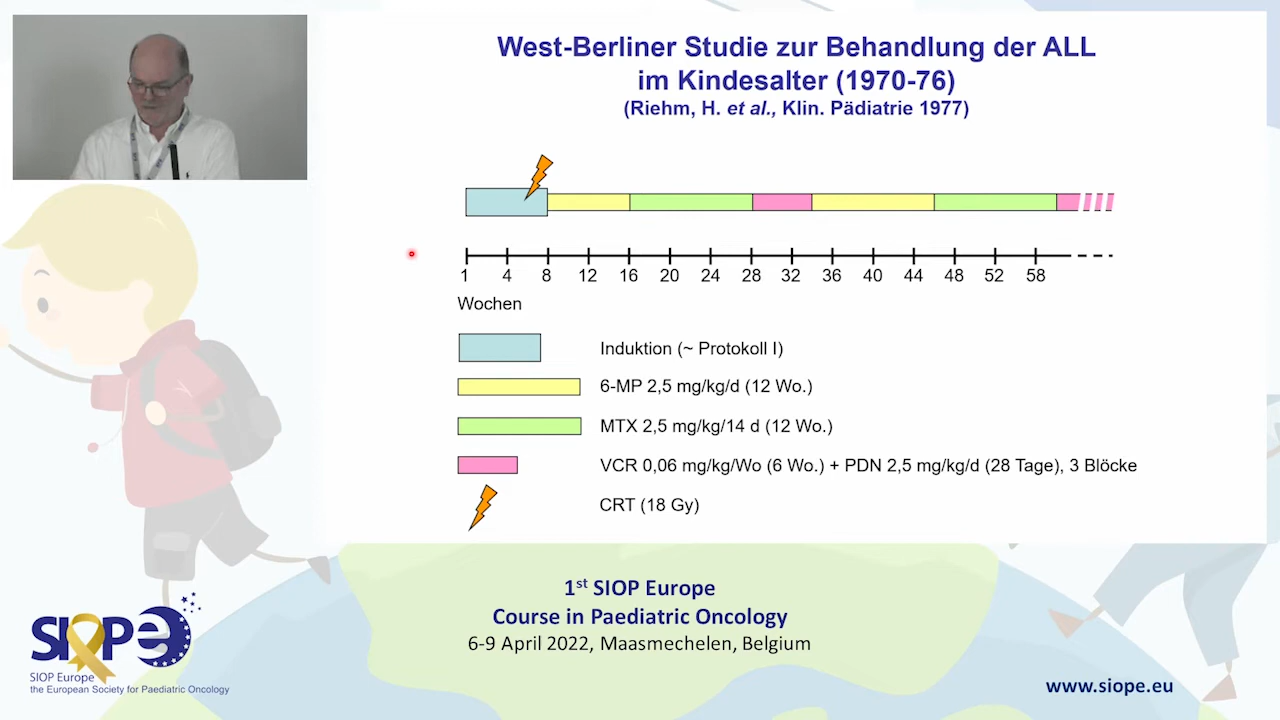 West-Berliner Studie zur Behandlung der ALL
im Kindesalter (1970-76)
(Riehm, H. et al., Klin. Pädiatrie 1977)
1 4 8 12 16 20 24 28 32 36 40 44 48 52 58
Wochen
Induktion (~ Protokoll I)
6-MP 2,5 mg/kg/d (12 Wo.)
MTX 2,5 mg/kg/14 d (12 Wo.)
VCR 0,06 mg/kg/Wo (6 Wo.) + PDN 2,5 mg/kg/d (28 Tage), 3 Blöcke
CRT (18 Gy)
1st SIOP Europe
Course in Paediatric Oncology
6-9 April 2022, Maasmechelen, Belgium
SIOPe
SIOP Europe
the European Society for Paediatric Oncology
www.siope.eu